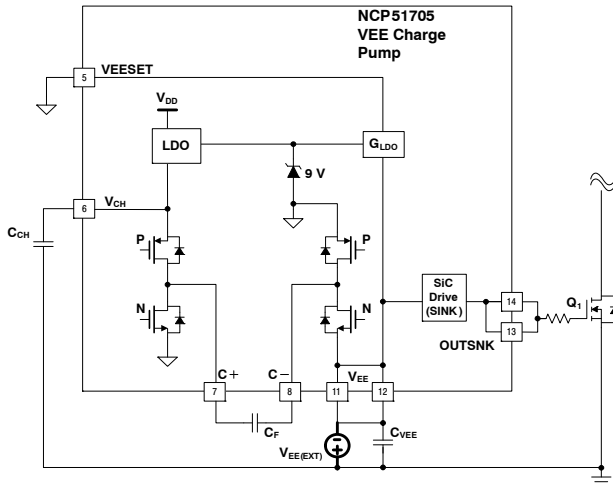 NCP51705
VEE Charge
Pump
5
VEESET
VDD
LDO
GLDO
9 V
6
VCH
CCH
P
P
N
N
SiC
Drive
(SINK)
14
13
Q1
OUTSNK
C+
C−
VEE
7
8
11
12
CF
CVEE
VEE(EXT)